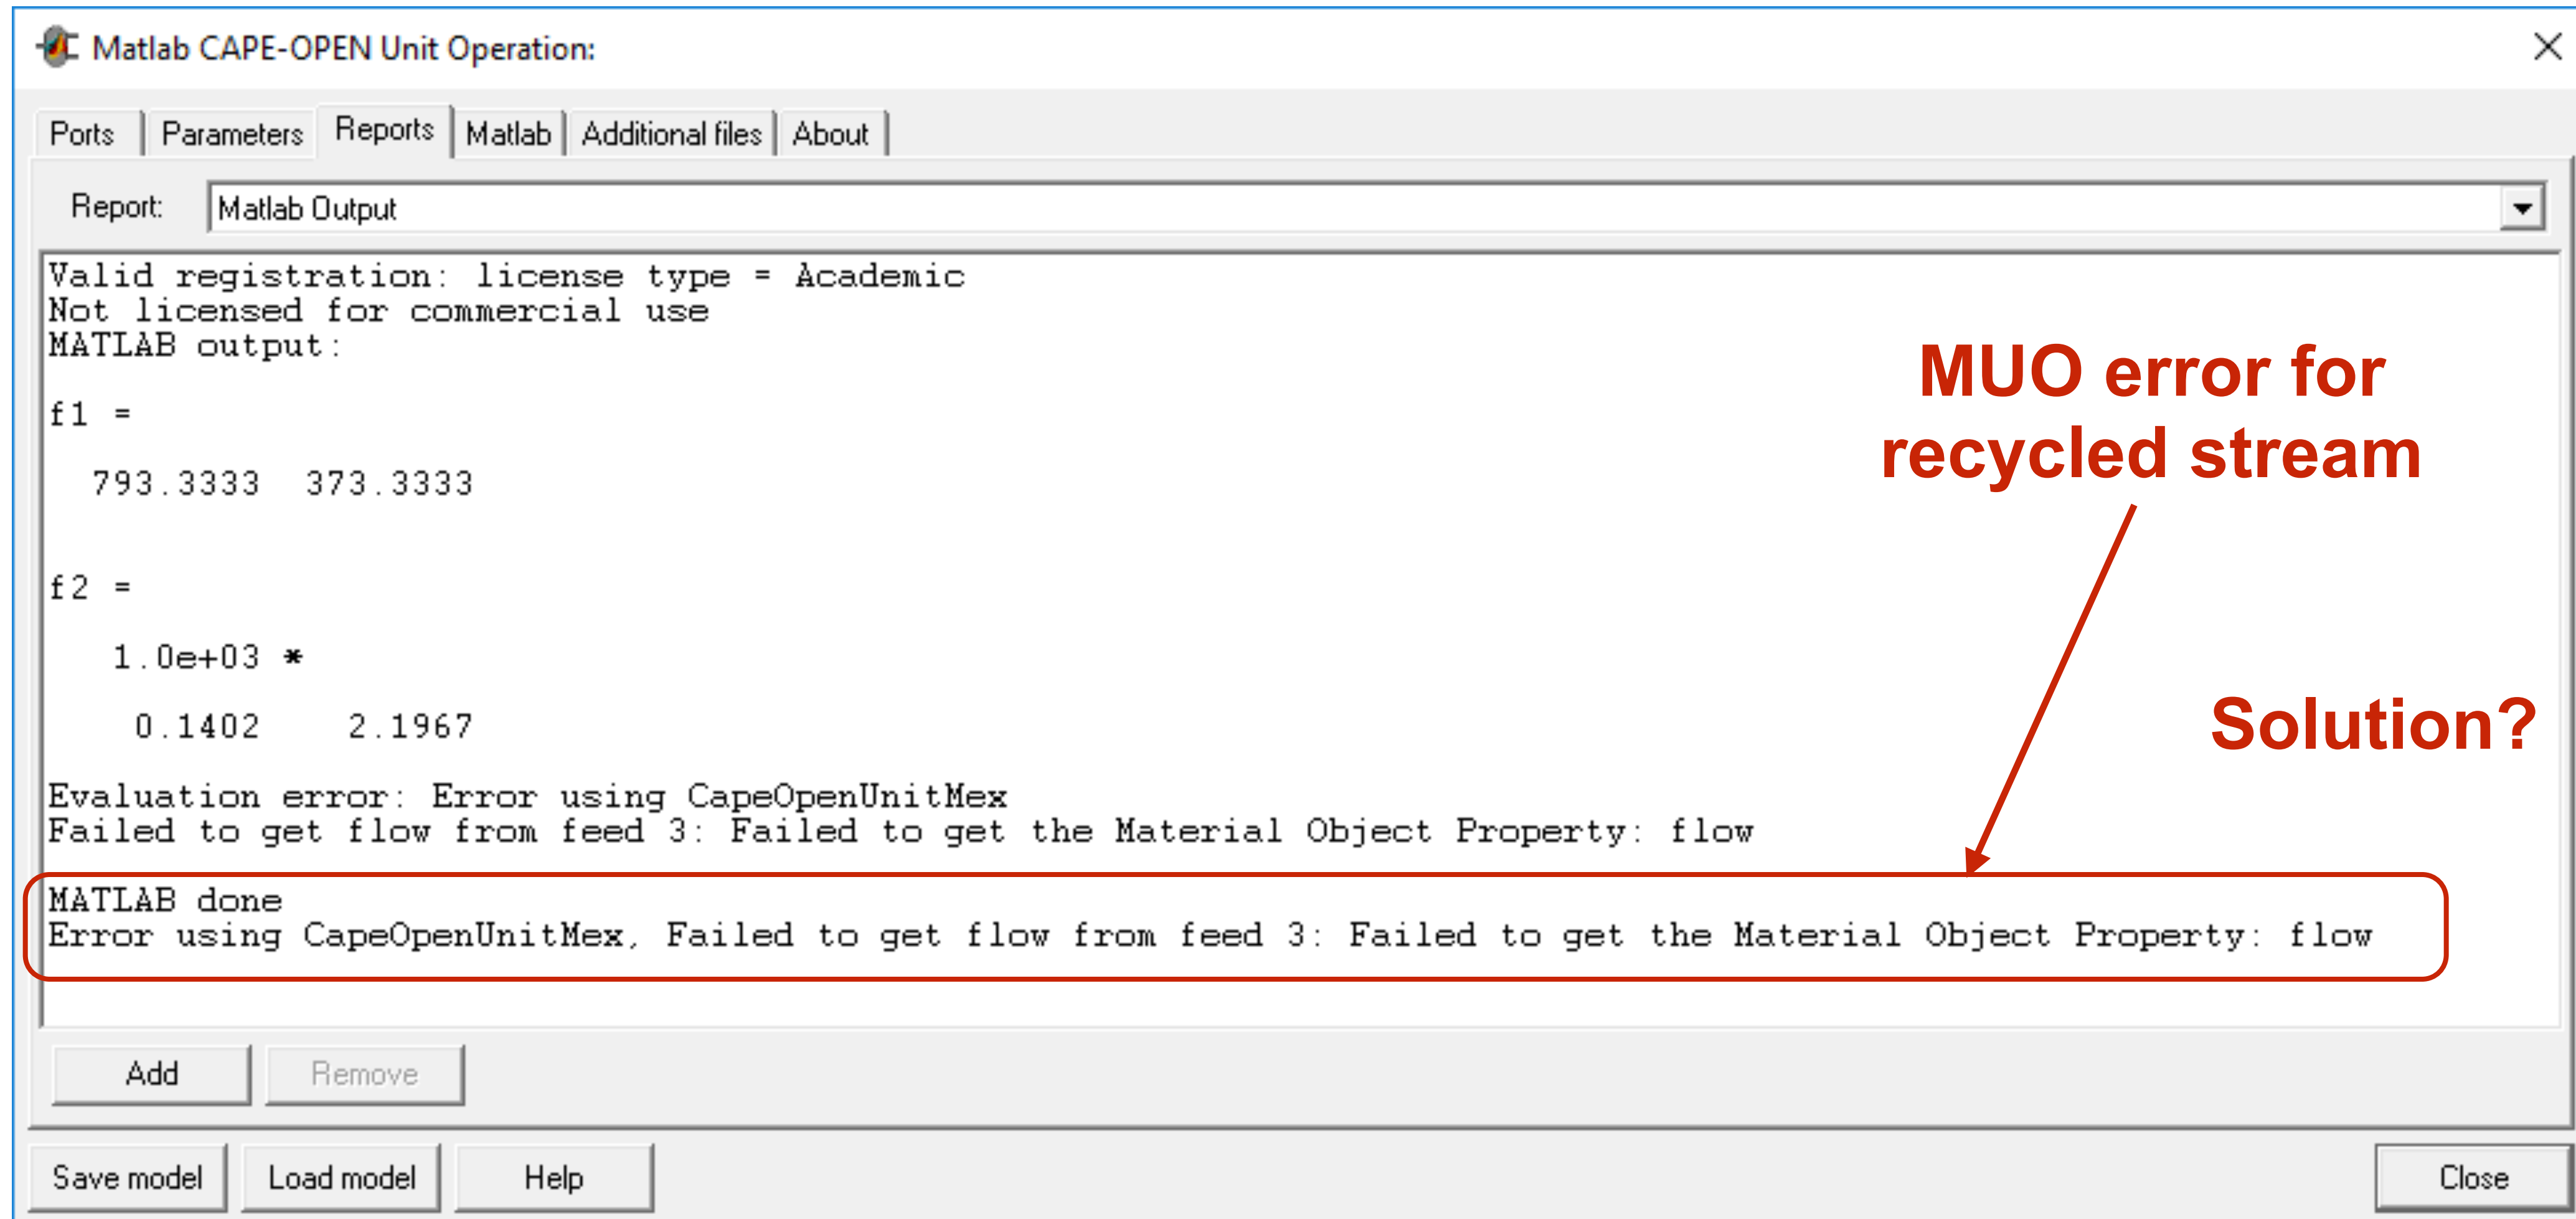 Matlab CAPE-OPEN Unit Operation:
Ports Parameters Reports Matlab Additional files About
Report: Matlab Output
Valid registration: license type = Academic
Not licensed for commercial use
MATLAB output:
f1 =
793.3333 373.3333
f2 =
1.0e+03 *
0.1402 2.1967
Evaluation error: Error using CapeOpenUnitMex
Failed to get flow from feed 3: Failed to get the Material Object Property: flow
MATLAB done
Error using CapeOpenUnitMex, Failed to get flow from feed 3: Failed to get the Material Object Property: flow
MUO error for
recycled stream
Solution?
Add Remove
Save model Load model Help Close